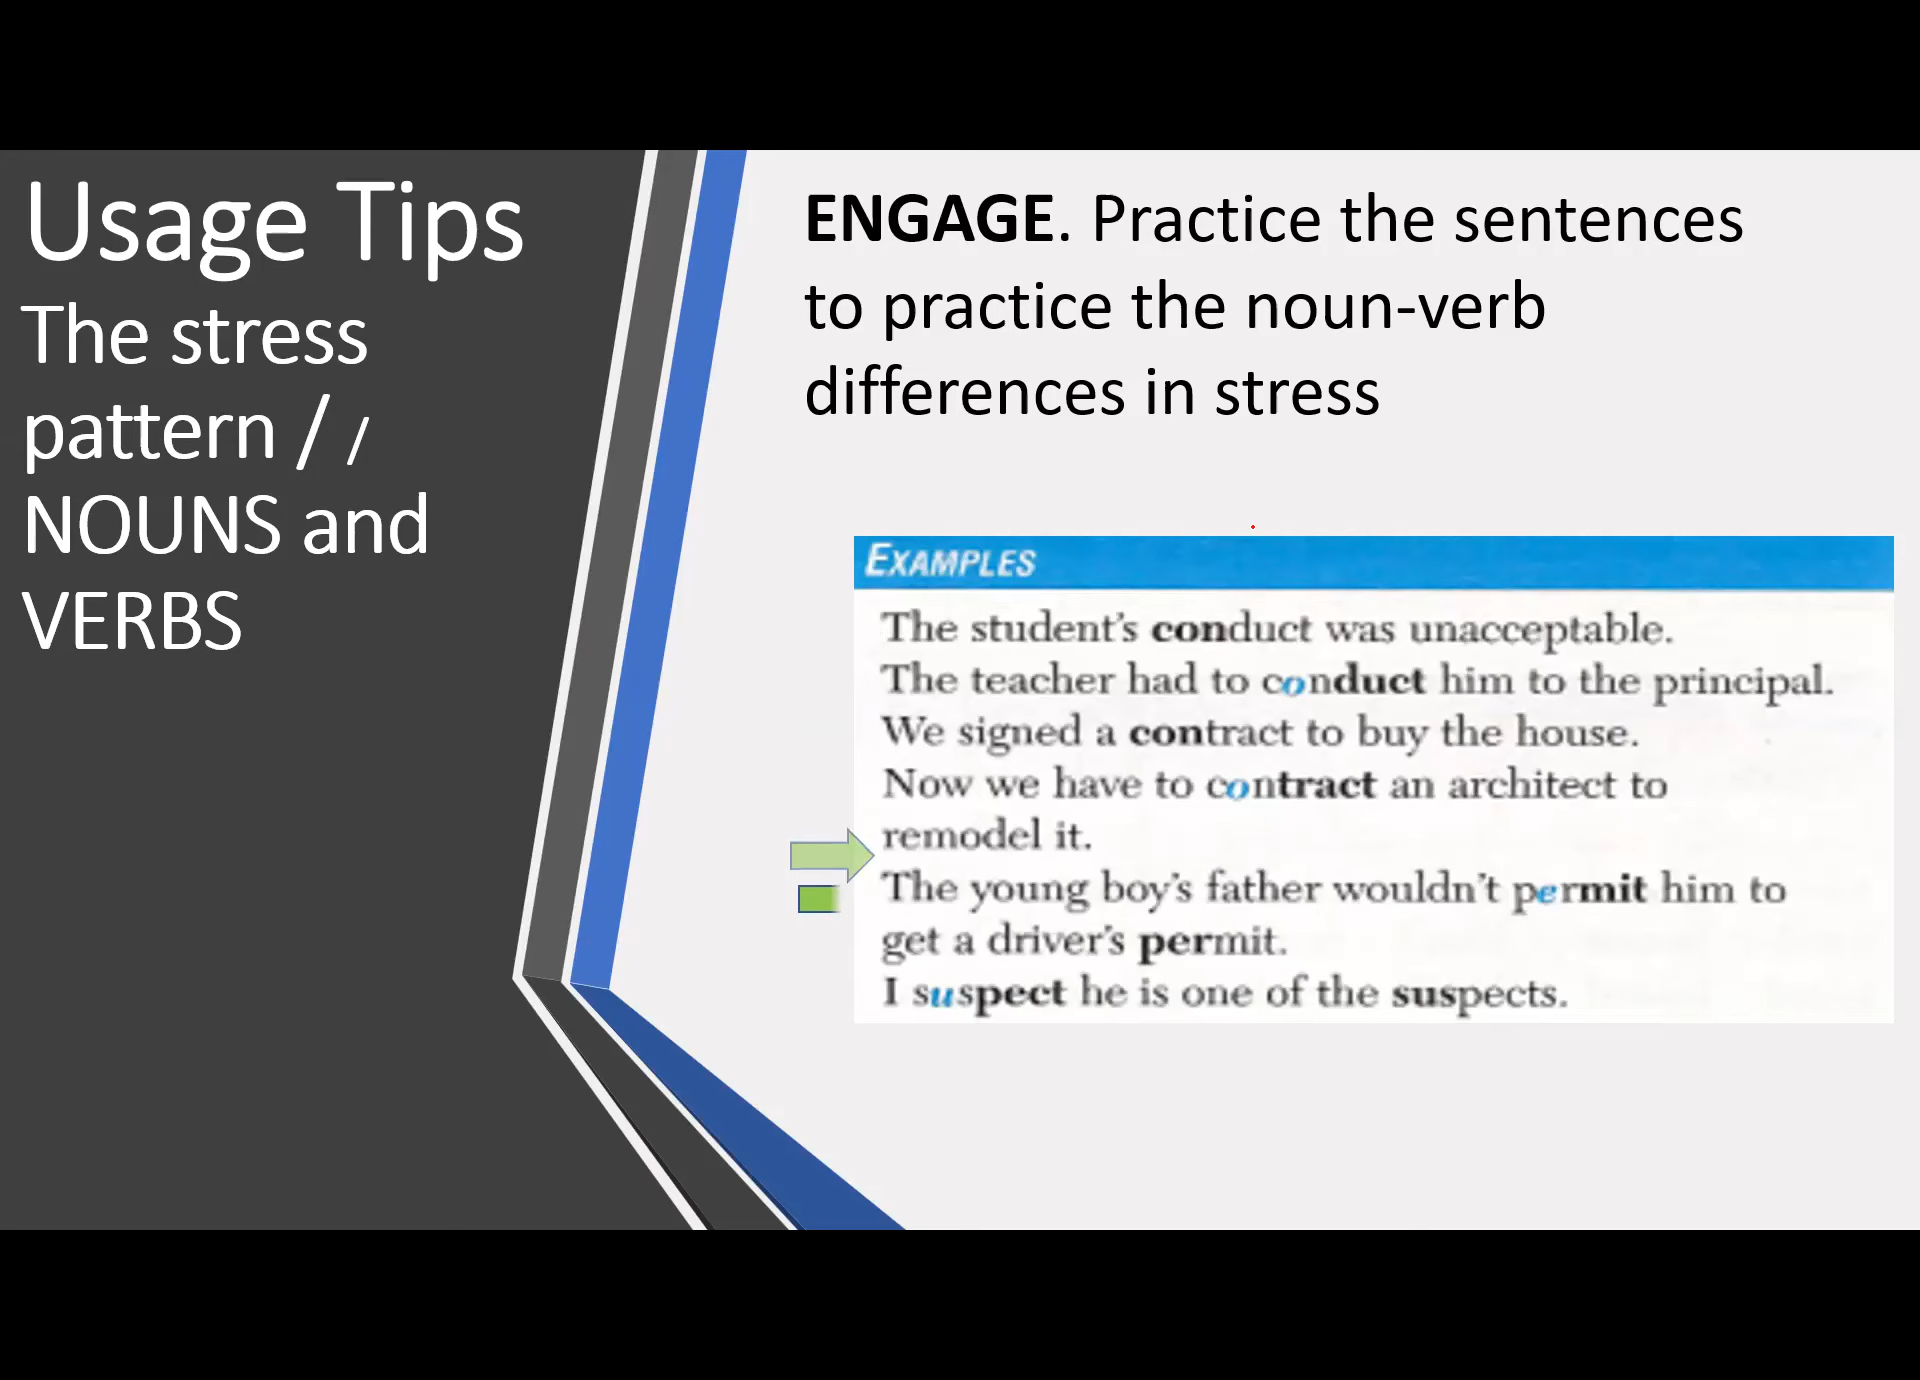 Usage Tips
The stress
pattern / /
NOUNS and
VERBS
ENGAGE. Practice the sentences
to practice the noun-verb
differences in stress
EXAMPLES
The student's conduct was unacceptable.
The teacher had to conduct him to the principal.
We signed a contract to buy the house.
Now we have to contract an architect to
remodel it.
The young boy's father wouldn't permit him to
get a driver's permit.
I suspect he is one of the suspects.